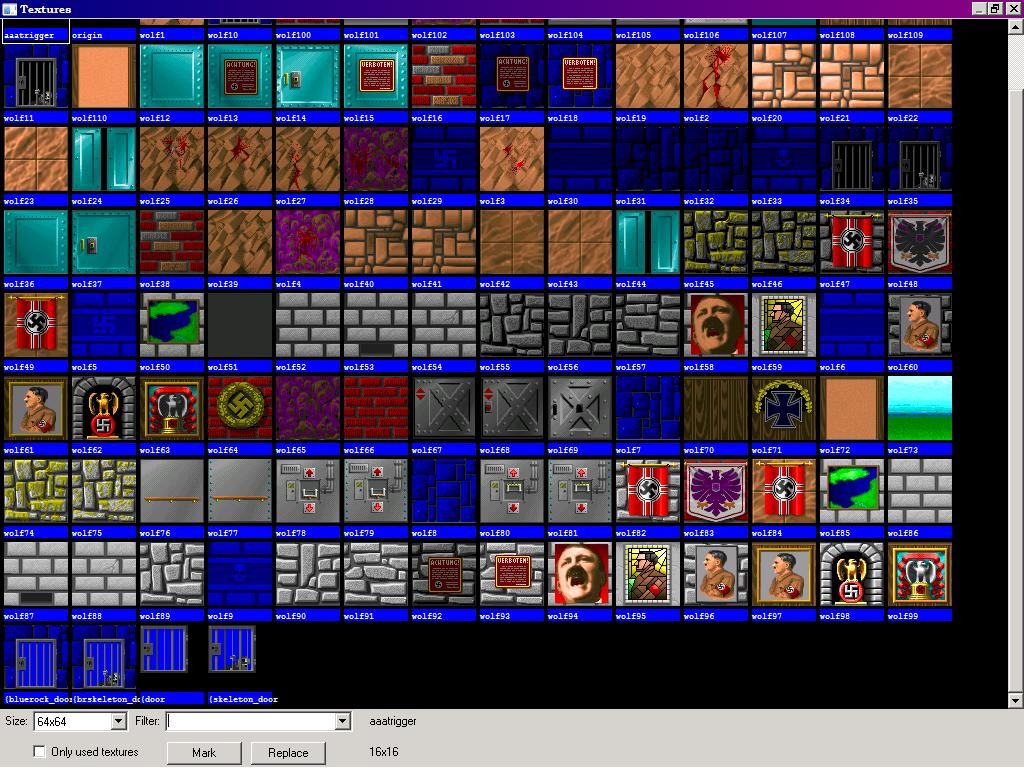 Textures
aaatrigger origin wolf1 wolf10 wolf100 wolf101 wolf102 wolf103 wolf104 wolf105 wolf106 wolf107 wolf108 wolf109
ACHTUNG! VERBOTEN! ACHTUNG! VERBOTEN!
wolf11 wolf110 wolf12 wolf13 wolf14 wolf15 wolf16 wolf17 wolf18 wolf19 wolf2 wolf20 wolf21 wolf22
wolf23 wolf24 wolf25 wolf26 wolf27 wolf28 wolf29 wolf3 wolf30 wolf31 wolf32 wolf33 wolf34 wolf35
wolf36 wolf37 wolf38 wolf39 wolf4 wolf40 wolf41 wolf42 wolf43 wolf44 wolf45 wolf46 wolf47 wolf48
wolf49 wolf5 wolf50 wolf51 wolf52 wolf53 wolf54 wolf55 wolf56 wolf57 wolf58 wolf59 wolf6 wolf60
wolf61 wolf62 wolf63 wolf64 wolf65 wolf66 wolf67 wolf68 wolf69 wolf7 wolf70 wolf71 wolf72 wolf73
wolf74 wolf75 wolf76 wolf77 wolf78 wolf79 wolf8 wolf80 wolf81 wolf82 wolf83 wolf84 wolf85 wolf86
ACHTUNG! VERBOTEN!
wolf87 wolf88 wolf89 wolf9 wolf90 wolf91 wolf92 wolf93 wolf94 wolf95 wolf96 wolf97 wolf98 wolf99
{bluerock_doo {brskeleton_do {door {skeleton_door
Size: 64x64 Filter: aaatrigger
Only used textures Mark Replace 16x16